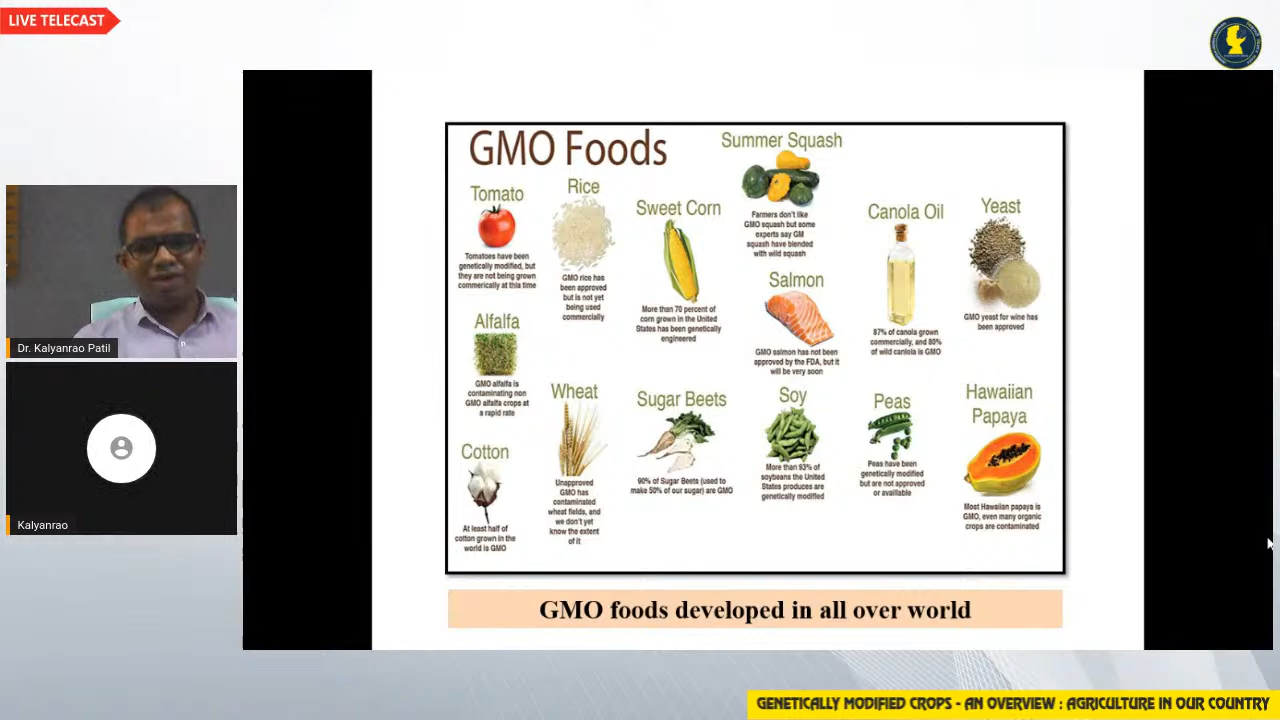 LIVE TELECAST
GMO Foods
Tomato
Tomatoes have been
genetically modified, but
they are not being grown
commerically at this time
Rice
GMO rice has
been approved
but is not yet
being used
commercially
Sweet Corn
More than 70 percent of
corn grown in the United
States has been genetically
engineered
Summer Squash
Farmers don't like
GMO squash but some
experts say GM
squash have blended
with wild squash
Salmon
GMO salmon has not been
approved by the FDA, but it
will be very soon
Canola Oil
87% of canola grown
commercially, and 80%
of wild canlola is GMO
Yeast
GMO yeast for wine has
been approved
Alfalfa
GMO alfalfa is
contaminating non
GMO alfalfa crops at
a rapid rate
Cotton
At least half of
cotton grown in the
world is GMO
Wheat
Unapproved
GMO has
contaminated
wheat fields, and
we don't yet
know the extent
of it
Sugar Beets
90% of Sugar Beets (used to
make 50% of our sugar) are GMO
Soy
More than 93% of
soybeans the United
States produces are
genetically modified
Peas
Peas have been
genetically modified
but are not approved
or available
Hawaiian
Papaya
Most Hawaiian papaya is
GMO, even many organic
crops are contaminated
GMO foods developed in all over world
Dr. Kalyanrao Patil
Kalyanrao
GENETICALLY MODIFIED CROPS - AN OVERVIEW : AGRICULTURE IN OUR COUNTRY